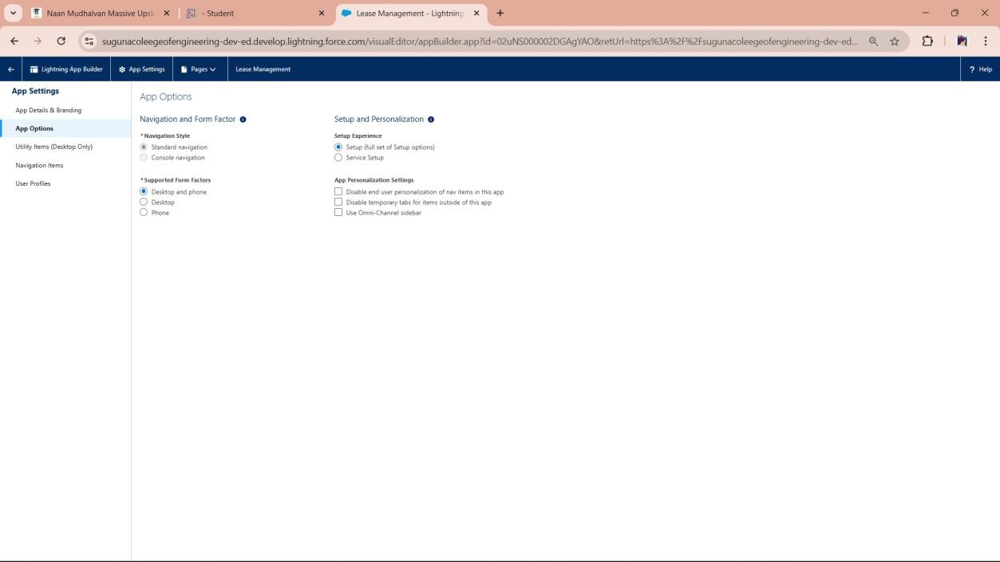 Naan Mudhalvan Massive Upsk
- Student
Lease Management - Lightning
sugunacoleegeofengineering-dev-ed.develop.lightning.force.com/visualEditor/appBuilder.app?id=02uNS000002DGAgYAO&retUrl=https%3A%2F%2Fsugunacoleegeofengineering-dev-ed...
Lightning App Builder
App Settings
Pages
Lease Management
? Help
App Settings
App Details & Branding
App Options
Utility Items (Desktop Only)
Navigation Items
User Profiles
App Options
Navigation and Form Factor
*Navigation Style
Standard navigation
Console navigation
*Supported Form Factors
Desktop and phone
Desktop
Phone
Setup and Personalization
Setup Experience
Setup (full set of Setup options)
Service Setup
App Personalization Settings
Disable end user personalization of nav items in this app
Disable temporary tabs for items outside of this app
Use Omni-Channel sidebar